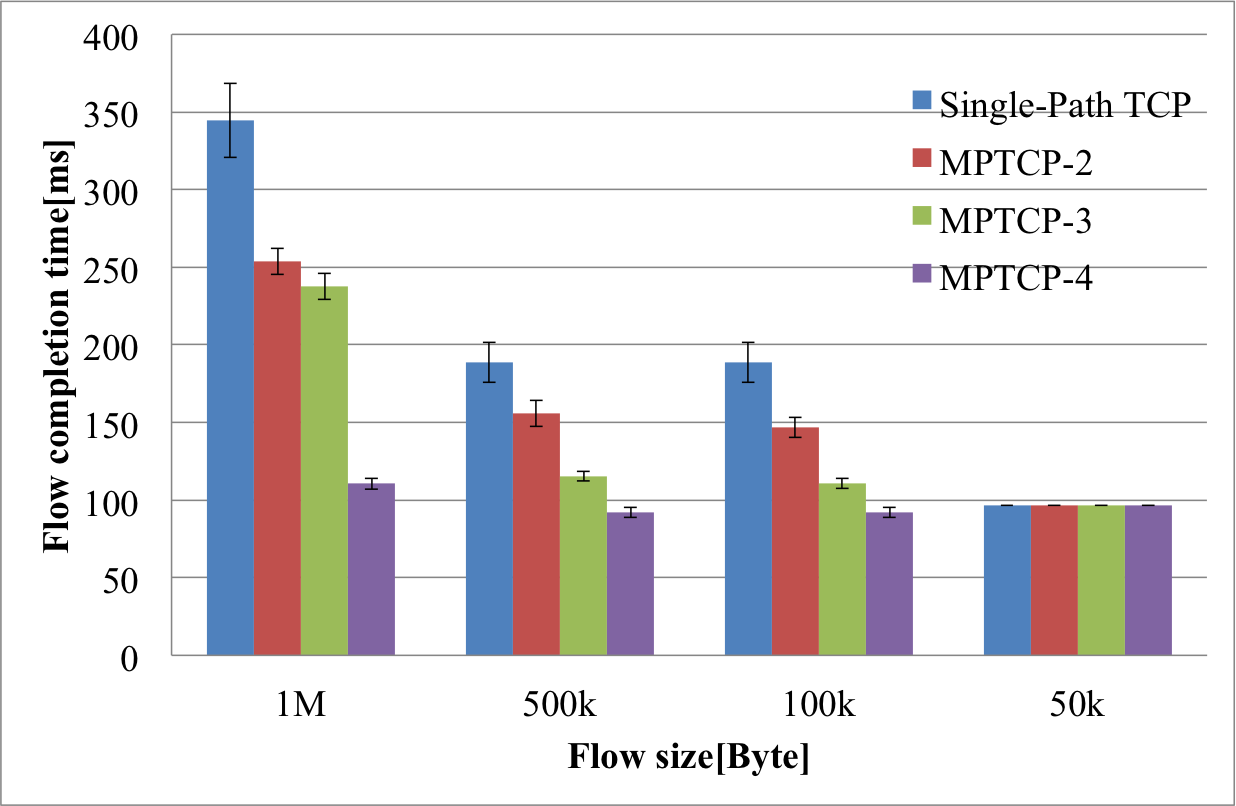 400
350
300
250
200
150
100
50
0
Flow completion time[ms]
Single-Path TCP
MPTCP-2
MPTCP-3
MPTCP-4
1M 500k 100k 50k
Flow size[Byte]